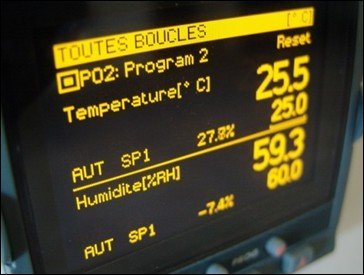 TOUTES BOUCLES [° C]
P02: Program 2 Reset
Temperature[° C] 25.5
25.0
AUT SP1 27.2%
Humidite[%RH] 59.3
60.0
AUT SP1 -7.4%